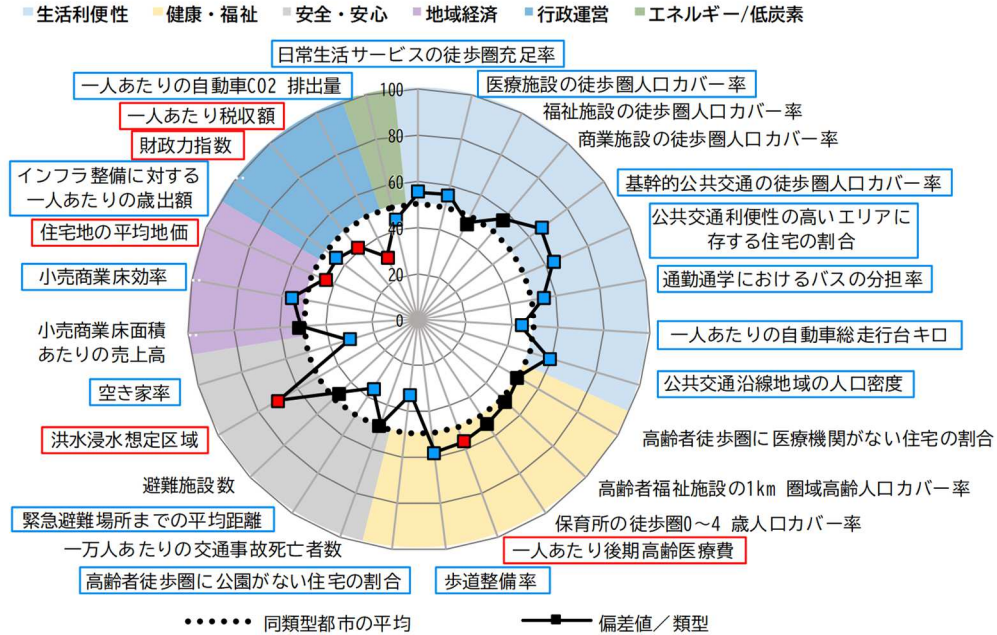 生活利便性 健康・福祉 安全・安心 地域経済 行政運営 エネルギー/低炭素
日常生活サービスの徒歩圏充足率
医療施設の徒歩圏人口カバー率
福祉施設の徒歩圏人口カバー率
商業施設の徒歩圏人口カバー率
基幹的公共交通の徒歩圏人口カバー率
公共交通利便性の高いエリアに
存する住宅の割合
通勤通学におけるバスの分担率
一人あたりの自動車総走行台キロ
公共交通沿線地域の人口密度
高齢者徒歩圏に医療機関がない住宅の割合
高齢者福祉施設の1km 圏域高齢人口カバー率
保育所の徒歩圏0～4 歳人口カバー率
一人あたり後期高齢医療費
歩道整備率
高齢者徒歩圏に公園がない住宅の割合
一万人あたりの交通事故死亡者数
緊急避難場所までの平均距離
避難施設数
洪水浸水想定区域
空き家率
小売商業床面積
あたりの売上高
小売商業床効率
住宅地の平均地価
インフラ整備に対する
一人あたりの歳出額
財政力指数
一人あたり税収額
一人あたりの自動車CO2 排出量
100
80
60
40
20
0
同類型都市の平均 偏差値／類型